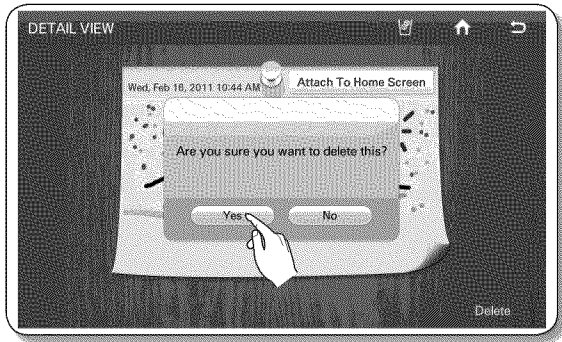 DETAIL VIEW
Wed, Feb 16, 2011 10:44 AM
Attach To Home Screen
Are you sure you want to delete this?
Yes
No
Delete